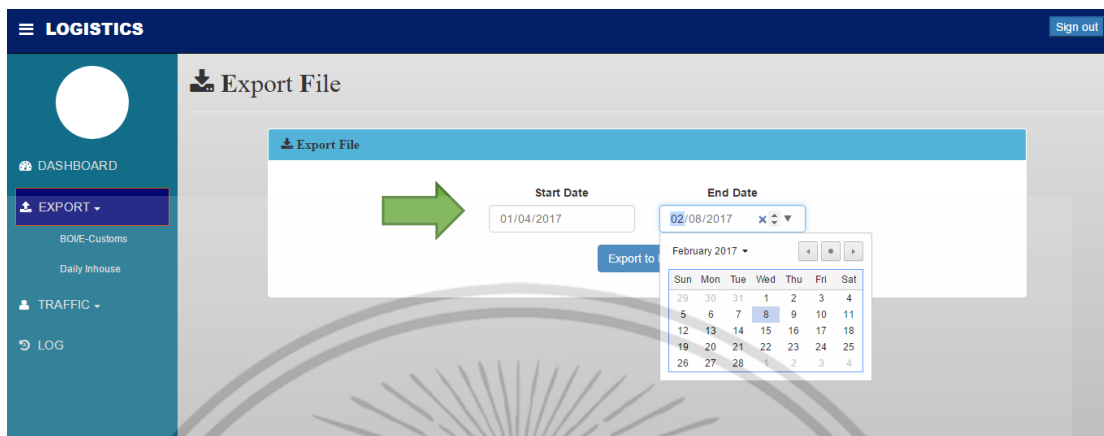 LOGISTICS
Sign out
Export File
DASHBOARD
EXPORT
BOI/E-Customs
Daily Inhouse
TRAFFIC
LOG
Export File
Start Date End Date
01/04/2017 02/08/2017
Export to
February 2017
Sun Mon Tue Wed Thu Fri Sat
29 30 31 1 2 3 4
5 6 7 8 9 10 11
12 13 14 15 16 17 18
19 20 21 22 23 24 25
26 27 28 1 2 3 4